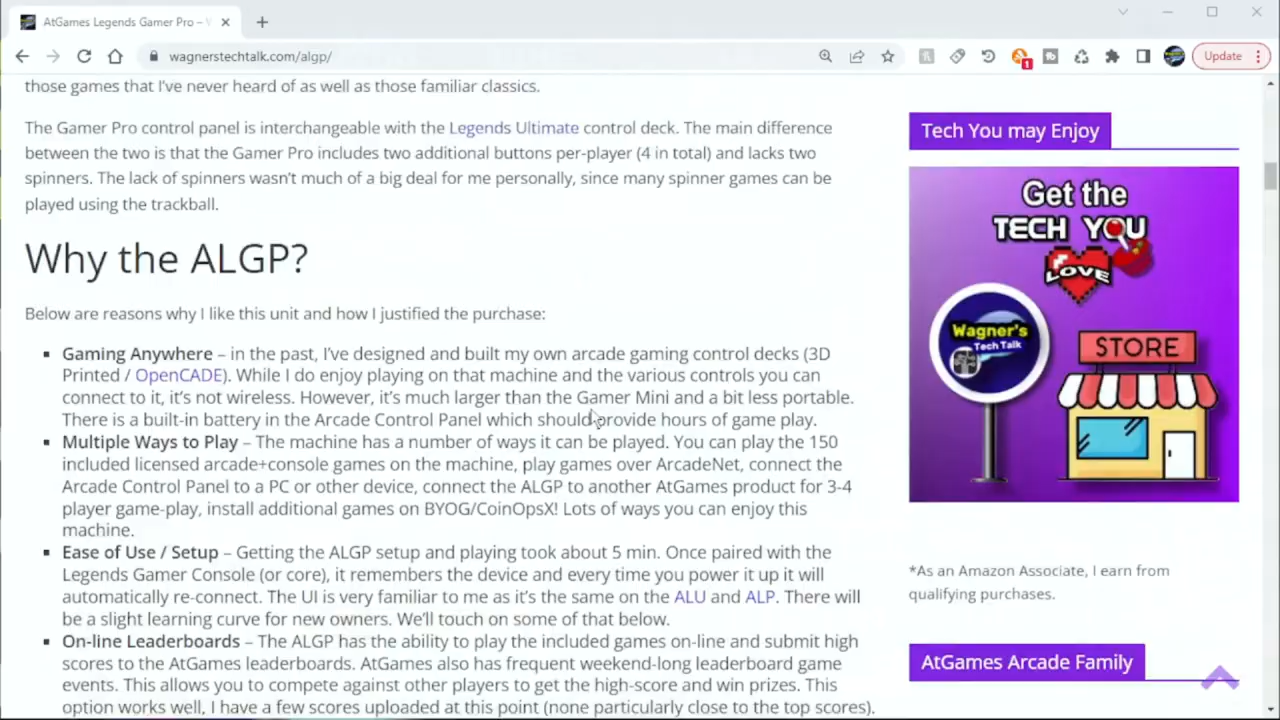 AtGames Legends Gamer Pro –
wagnerstechtalk.com/algp/
1
Update
those games that I've never heard of as well as those familiar classics.
The Gamer Pro control panel is interchangeable with the Legends Ultimate control deck. The main difference
between the two is that the Gamer Pro includes two additional buttons per-player (4 in total) and lacks two
spinners. The lack of spinners wasn't much of a big deal for me personally, since many spinner games can be
played using the trackball.
Why the ALGP?
Below are reasons why I like this unit and how I justified the purchase:
Gaming Anywhere – in the past, I've designed and built my own arcade gaming control decks (3D
Printed / OpenCADE). While I do enjoy playing on that machine and the various controls you can
connect to it, it's not wireless. However, it's much larger than the Gamer Mini and a bit less portable.
There is a built-in battery in the Arcade Control Panel which should provide hours of game play.
Multiple Ways to Play – The machine has a number of ways it can be played. You can play the 150
included licensed arcade+console games on the machine, play games over ArcadeNet, connect the
Arcade Control Panel to a PC or other device, connect the ALGP to another AtGames product for 3-4
player game-play, install additional games on BYOG/CoinOpsX! Lots of ways you can enjoy this
machine.
Ease of Use / Setup – Getting the ALGP setup and playing took about 5 min. Once paired with the
Legends Gamer Console (or core), it remembers the device and every time you power it up it will
automatically re-connect. The UI is very familiar to me as it's the same on the ALU and ALP. There will
be a slight learning curve for new owners. We'll touch on some of that below.
On-line Leaderboards – The ALGP has the ability to play the included games on-line and submit high
scores to the AtGames leaderboards. AtGames also has frequent weekend-long leaderboard game
events. This allows you to compete against other players to get the high-score and win prizes. This
option works well, I have a few scores uploaded at this point (none particularly close to the top scores).
Tech You may Enjoy
Get the
TECH YOU
LOVE
Wagner's
Tech Talk
STORE
*As an Amazon Associate, I earn from
qualifying purchases.
AtGames Arcade Family